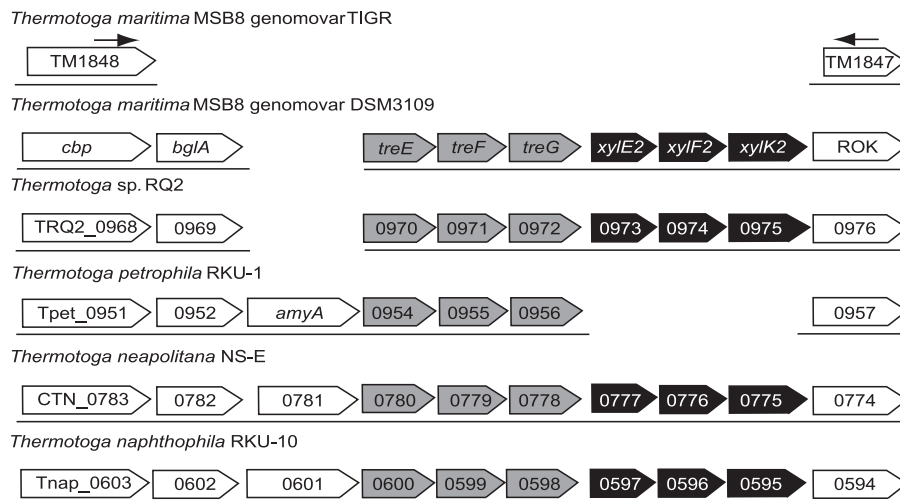 Thermotoga maritima MSB8 genomovar TIGR
TM1848 TM1847
Thermotoga maritima MSB8 genomovar DSM3109
cbp bglA treE treF treG xylE2 xylF2 xylK2 ROK
Thermotoga sp. RQ2
TRQ2_0968 0969 0970 0971 0972 0973 0974 0975 0976
Thermotoga petrophila RKU-1
Tpet_0951 0952 amyA 0954 0955 0956 0957
Thermotoga neapolitana NS-E
CTN_0783 0782 0781 0780 0779 0778 0777 0776 0775 0774
Thermotoga naphthophila RKU-10
Tnap_0603 0602 0601 0600 0599 0598 0597 0596 0595 0594